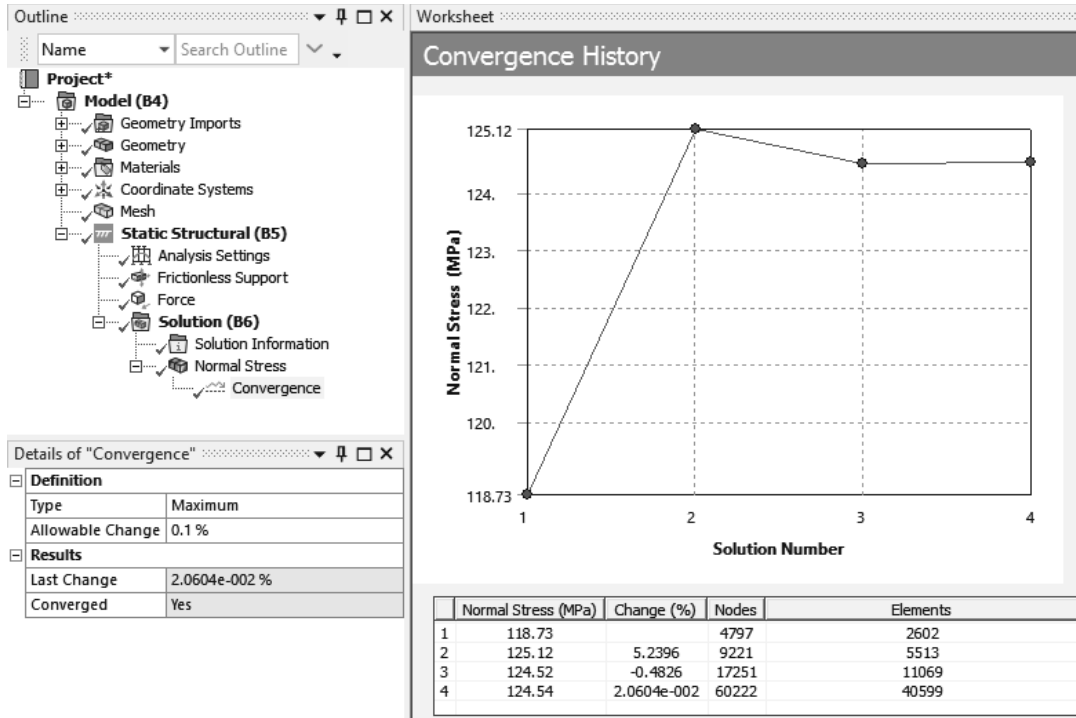 Outline
Name
Search Outline
Project*
Model (B4)
Geometry Imports
Geometry
Materials
Coordinate Systems
Mesh
Static Structural (B5)
Analysis Settings
Frictionless Support
Force
Solution (B6)
Solution Information
Normal Stress
Convergence
Details of "Convergence"
Definition
Type Maximum
Allowable Change 0.1 %
Results
Last Change 2.0604e-002 %
Converged Yes
Worksheet
Convergence History
Normal Stress (MPa)
125.12
124.
123.
122.
121.
120.
118.73
1 2 3 4
Solution Number
Normal Stress (MPa) Change (%) Nodes Elements
1 118.73 4797 2602
2 125.12 5.2396 9221 5513
3 124.52 -0.4826 17251 11069
4 124.54 2.0604e-002 60222 40599